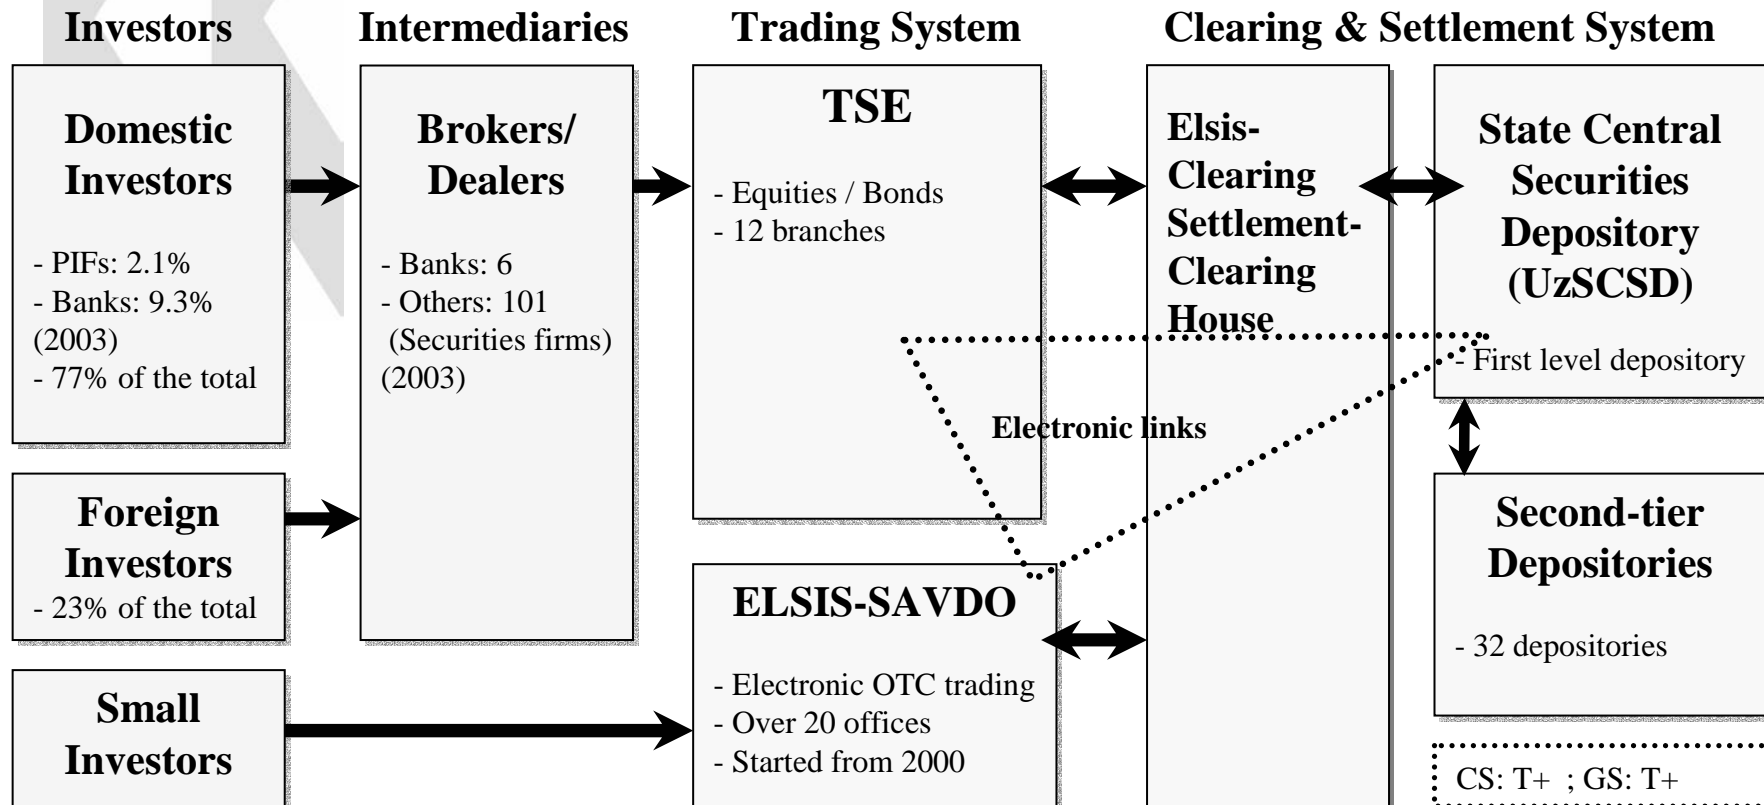 Investors
Intermediaries
Trading System
Clearing & Settlement System
Domestic
Investors
- PIFs: 2.1%
- Banks: 9.3%
(2003)
- 77% of the total
Foreign
Investors
- 23% of the total
Small
Investors
Brokers/
Dealers
- Banks: 6
- Others: 101
(Securities firms)
(2003)
TSE
- Equities / Bonds
- 12 branches
Electronic links
ELSIS-SAVDO
- Electronic OTC trading
- Over 20 offices
- Started from 2000
Elsis-
Clearing
Settlement-
Clearing
House
State Central
Securities
Depository
(UzSCSD)
- First level depository
Second-tier
Depositories
- 32 depositories
CS: T+ ; GS: T+